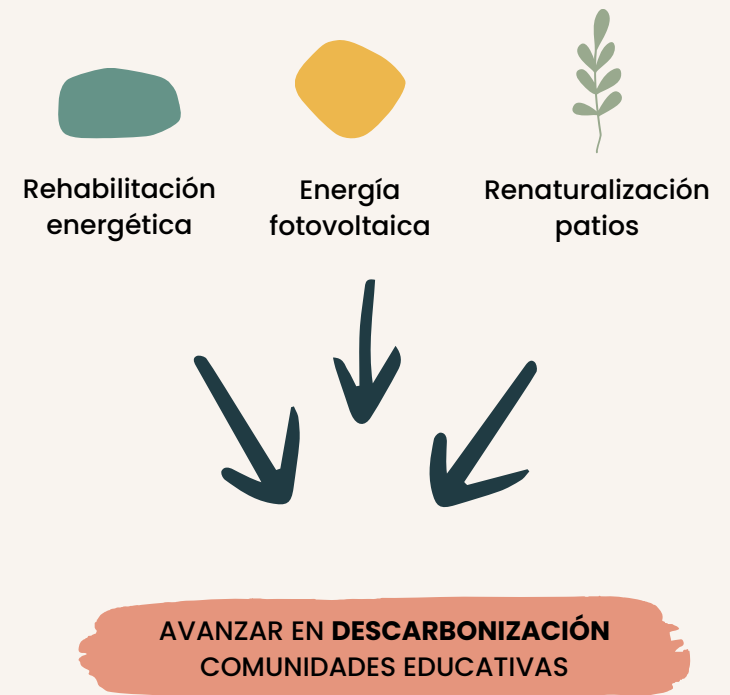 Rehabilitación
energética
Energía
fotovoltaica
Renaturalización
patios
AVANZAR EN DESCARBONIZACIÓN
COMUNIDADES EDUCATIVAS